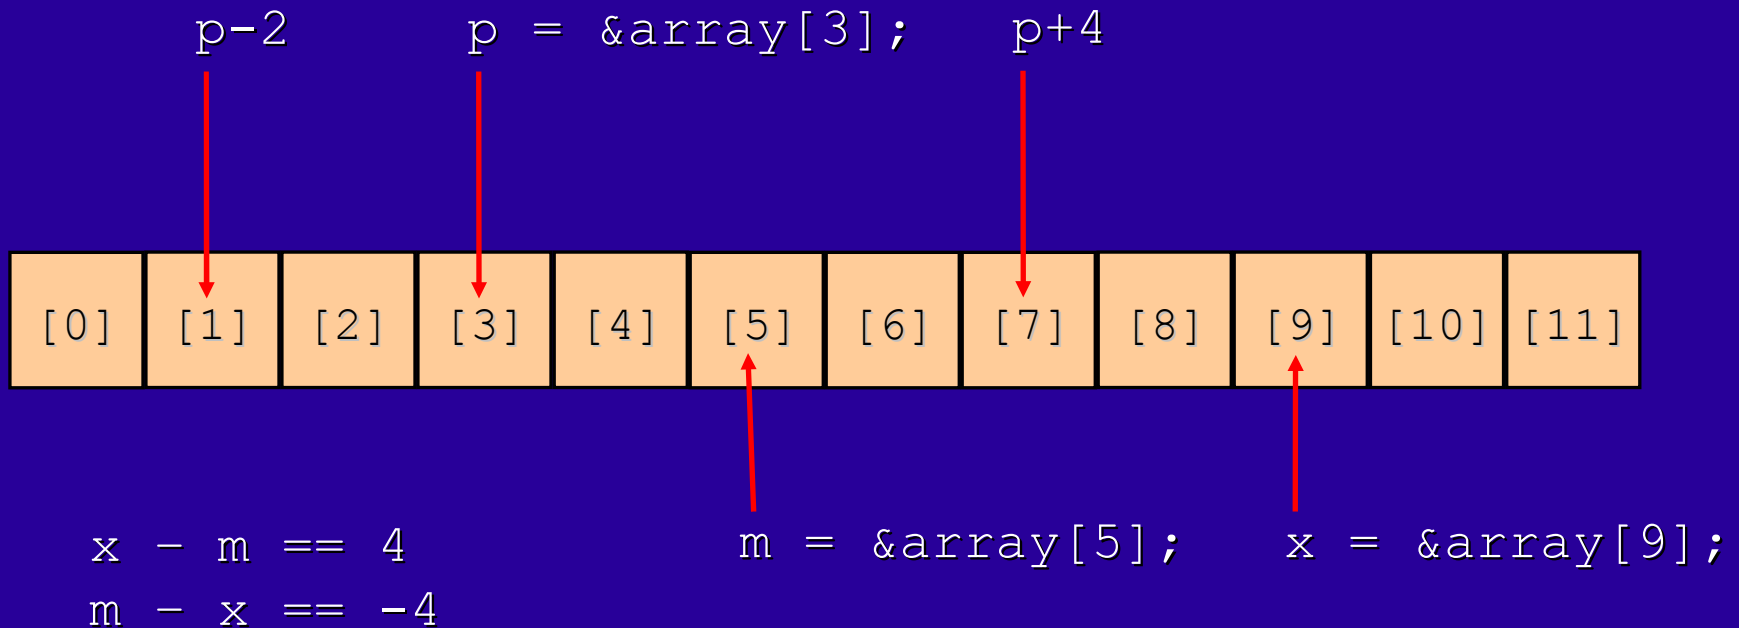 p-2 p = &array[3]; p+4
[0] [1] [2] [3] [4] [5] [6] [7] [8] [9] [10] [11]
x - m == 4 m = &array[5]; x = &array[9];
m - x == -4